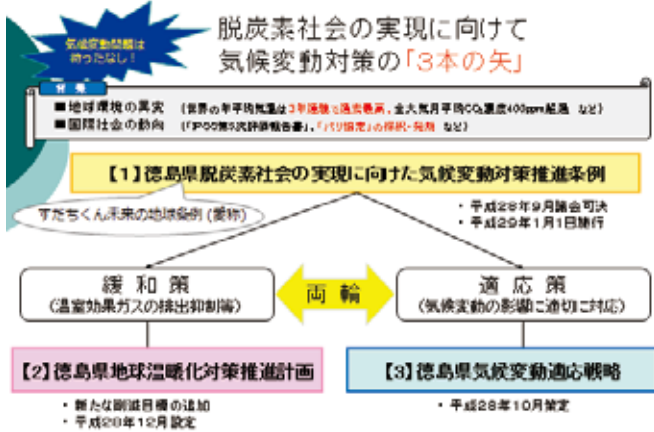 気候変動問題は
待ったなし！
脱炭素社会の実現に向けて
気候変動対策の「3本の矢」
背 景
■地球環境の異変 （世界の年平均気温は3年連続で過去最高、全大気月平均CO₂濃度400ppm超過 など）
■国際社会の動向 （「IPCC第5次評価報告書」、「パリ協定」の採択・発効 など）
【1】徳島県脱炭素社会の実現に向けた気候変動対策推進条例
すだちくん未来の地球条例（愛称）
・平成28年9月議会可決
・平成29年1月1日施行
緩 和 策
（温室効果ガスの排出抑制等）
両 輪
適 応 策
（気候変動の影響に適切に対応）
【2】徳島県地球温暖化対策推進計画
・新たな削減目標の追加
・平成28年12月設定
【3】徳島県気候変動適応戦略
・平成28年10月策定